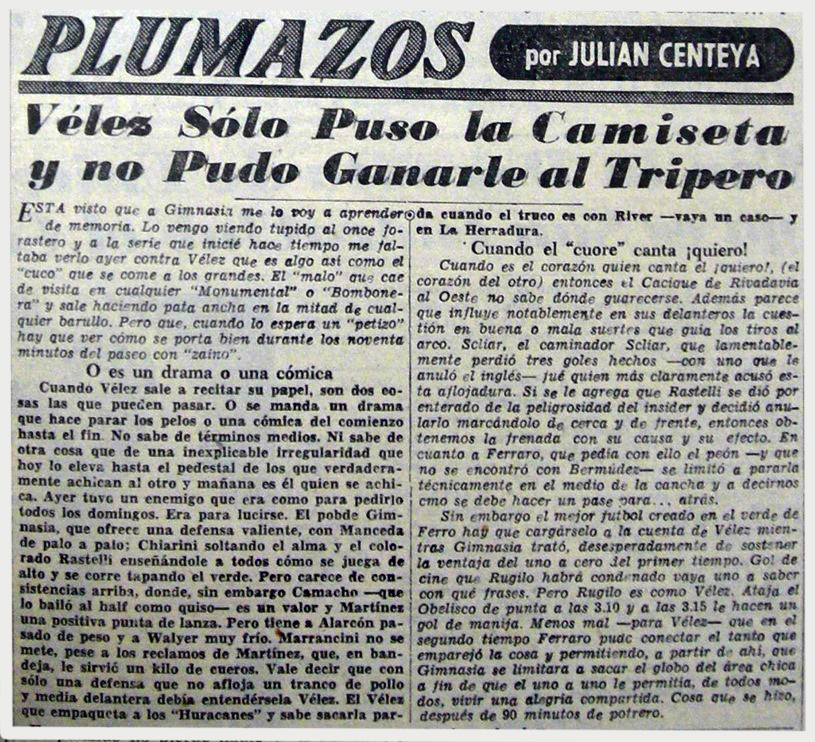 PLUMAZOS
por JULIAN CENTEYA
Vélez Sólo Puso la Camiseta
y no Pudo Ganarle al Tripero
ESTA visto que a Gimnasia me lo voy a aprender
de memoria. Lo vengo viendo tupido al once fo-
rastero y a la serie que inicié hace tiempo me fal-
taba verlo ayer contra Vélez que es algo así como el
"cuco" que se come a los grandes. El "malo" que cae
de visita en cualquier "Monumental" o "Bombone-
ra" y sale haciendo pata ancha en la mitad de cual-
quier barullo. Pero que, cuando lo espera un "petizo"
hay que ver cómo se porta bien durante los noventa
minutos del paseo con "zaino".
O es un drama o una cómica
Cuando Vélez sale a recitar su papel, son dos co-
sas las que pueden pasar. O se manda un drama
que hace parar los pelos o una cómica del comienzo
hasta el fin. No sabe de términos medios. Ni sabe de
otra cosa que de una inexplicable irregularidad que
hoy lo eleva hasta el pedestal de los que verdadera-
mente achican al otro y mañana es él quien se achi-
ca. Ayer tuvo un enemigo que era como para pedirlo
todos los domingos. Era para lucirse. El pobde Gim-
nasia, que ofrece una defensa valiente, con Manceda
de palo a palo; Chiarini soltando el alma y el colo-
rado Rastelli enseñándole a todos cómo se juega de
alto y se corre tapando el verde. Pero carece de con-
sistencias arriba, donde, sin embargo Camacho —que
lo bailó al half como quiso— es un valor y Martínez
una positiva punta de lanza. Pero tiene a Alarcón pa-
sado de peso y a Walyer muy frío. Marrancini no se
mete, pese a los reclamos de Martínez, que, en ban-
deja, le sirvió un kilo de cueros. Vale decir que con
sólo una defensa que no afloja un tranco de pollo
y media delantera debía entendérsela Vélez. El Vélez
que empaqueta a los "Huracanes" y sabe sacarla par-
da cuando el truco es con River —vaya un caso— y
en La Herradura.
Cuando el "cuore" canta ¡quiero!
Cuando es el corazón quien canta el ¡quiero!, (el
corazón del otro) entonces el Cacique de Rivadavia
al Oeste no sabe dónde guarecerse. Además parece
que influye notablemente en sus delanteros la cues-
tión en buena o mala suertes que guía los tiros al
arco. Scliar, el caminador Scliar, que lamentable-
mente perdió tres goles hechos —con uno que le
anuló el inglés— fué quien más claramente acusó es-
ta aflojadura. Si se le agrega que Rastelli se dió por
enterado de la peligrosidad del insider y decidió anu-
larlo marcándolo de cerca y de frente, entonces ob-
tenemos la frenada con su causa y su efecto. En
cuanto a Ferraro, que pedía con ello el peón —y que
no se encontró con Bermúdez— se limitó a pararla
técnicamente en el medio de la cancha y a decirnos
cmo se debe hacer un pase para... atrás.
Sin embargo el mejor futbol creado en el verde de
Ferro hay que cargárselo a la cuenta de Vélez mien-
tras Gimnasia trató, desesperadamente de sostener
la ventaja del uno a cero del primer tiempo. Gol de
cine que Rugilo habrá condenado vaya uno a saber
con qué frases. Pero Rugilo es como Vélez. Ataja el
Obelisco de punta a las 3.10 y a las 3.15 le hacen un
gol de manija. Menos mal —para Vélez— que en el
segundo tiempo Ferraro pudo conectar el tanto que
emparejó la cosa y permitiendo, a partir de ahí, que
Gimnasia se limitara a sacar el globo del área chica
a fin de que el uno a uno le permitía, de todos mo-
dos, vivir una alegría compartida. Cosa que se hizo,
después de 90 minutos de potrero.